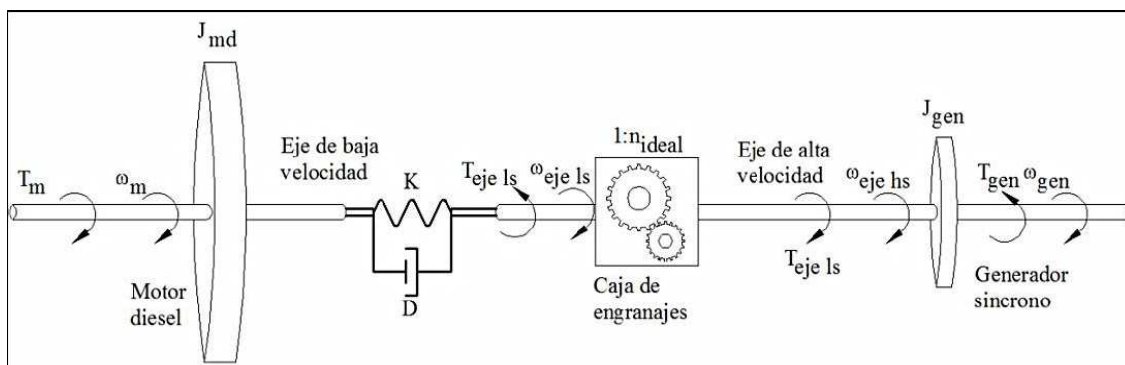 J_md
J_gen
1:n_ideal
Eje de baja
velocidad
T_eje ls
ω_eje ls
Eje de alta
velocidad
ω_eje hs
T_gen
ω_gen
T_m
ω_m
K
T_eje ls
Motor
diesel
D
Caja de
engranajes
Generador
sincrono